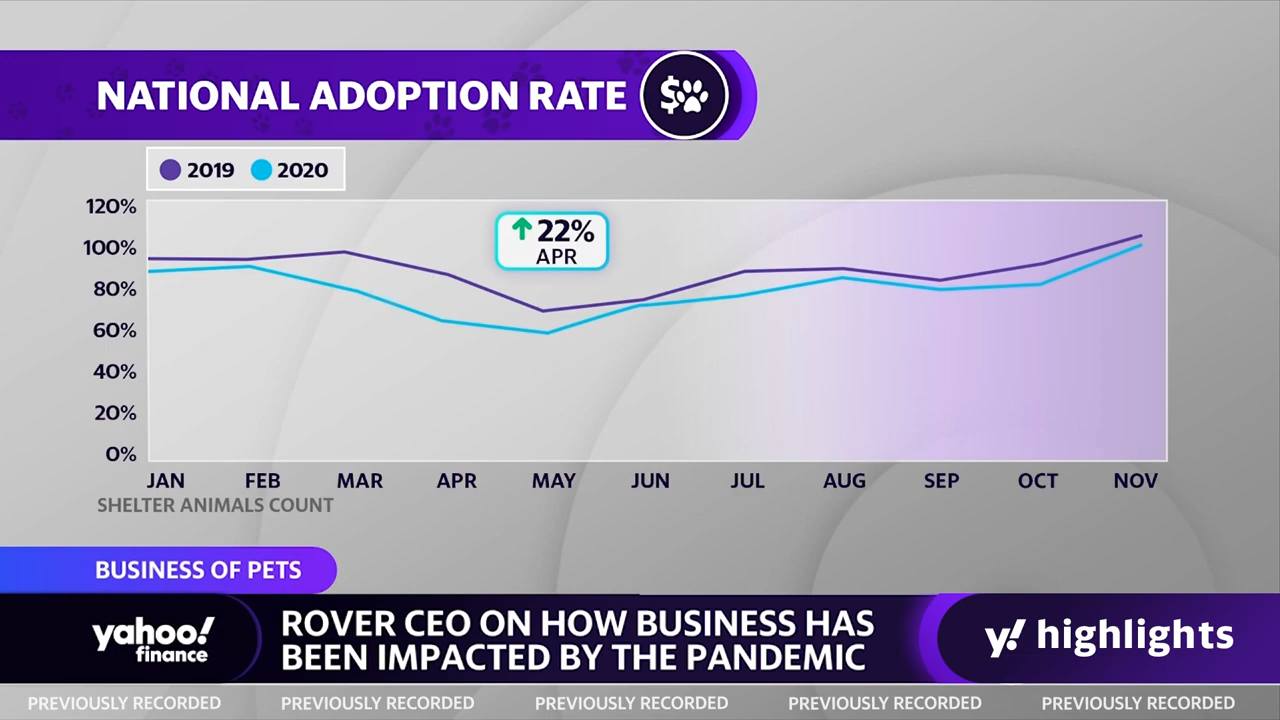 NATIONAL ADOPTION RATE
$
2019 2020
120%
100%
80%
60%
40%
20%
0%
22%
APR
JAN FEB MAR APR MAY JUN JUL AUG SEP OCT NOV
SHELTER ANIMALS COUNT
BUSINESS OF PETS
yahoo!
finance
ROVER CEO ON HOW BUSINESS HAS
BEEN IMPACTED BY THE PANDEMIC
y! highlights
PREVIOUSLY RECORDED PREVIOUSLY RECORDED PREVIOUSLY RECORDED PREVIOUSLY RECORDED PREVIOUSLY RECORDED